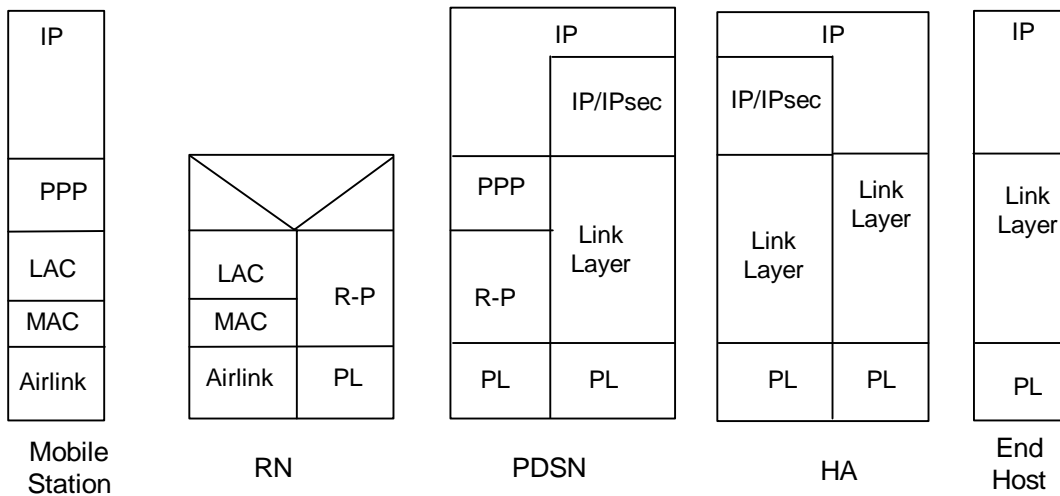 IP
PPP
LAC
MAC
Airlink
Mobile
Station
LAC
MAC
Airlink
R-P
PL
RN
IP
IP/IPsec
PPP
R-P
Link
Layer
PL
PL
PDSN
IP
IP/IPsec
Link
Layer
Link
Layer
PL
PL
HA
IP
Link
Layer
PL
End
Host